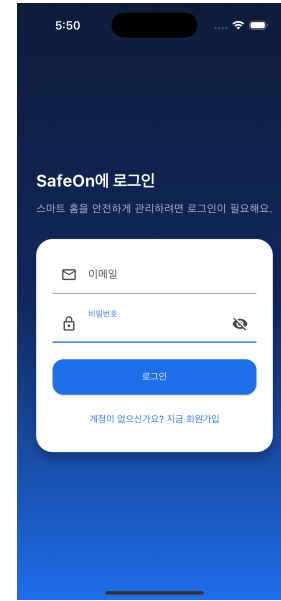 5:50
SafeOn에 로그인
스마트 홈을 안전하게 관리하려면 로그인이 필요해요.
이메일
비밀번호
로그인
계정이 없으신가요? 지금 회원가입